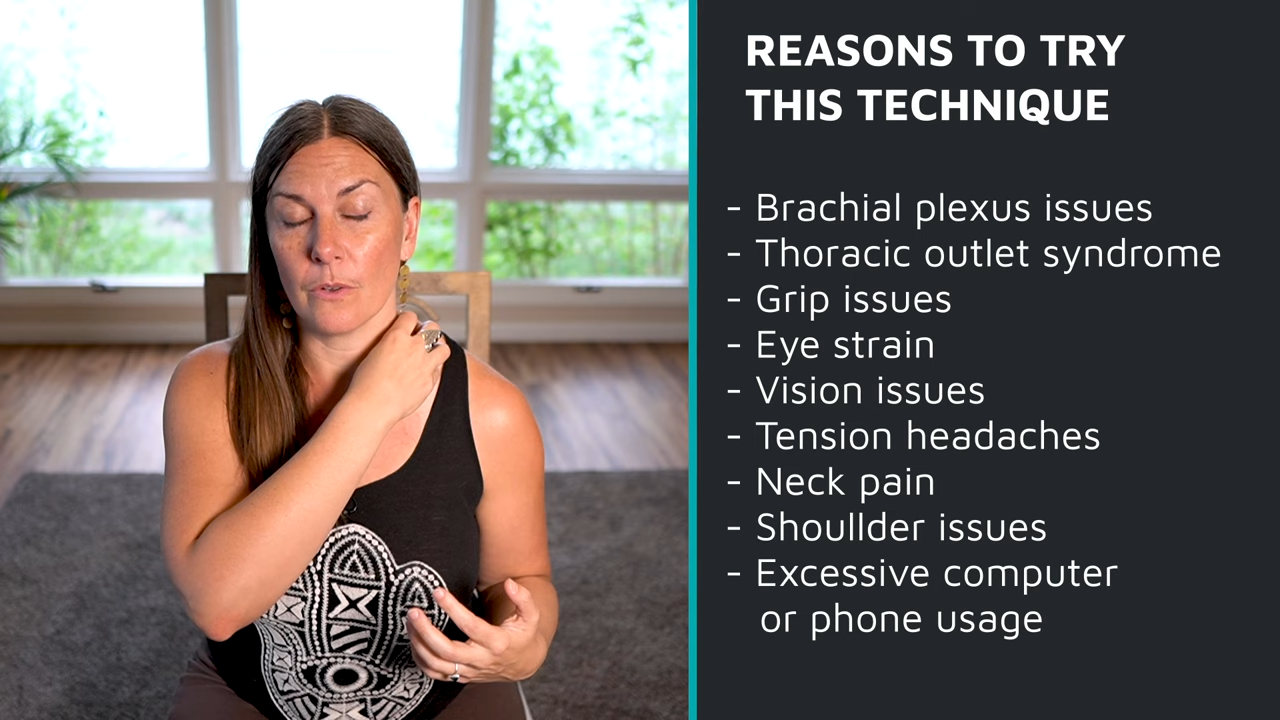 REASONS TO TRY
THIS TECHNIQUE
- Brachial plexus issues
- Thoracic outlet syndrome
- Grip issues
- Eye strain
- Vision issues
- Tension headaches
- Neck pain
- Shoullder issues
- Excessive computer
or phone usage